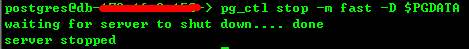 postgres@db- > pg_ctl stop -m fast -D $PGDATA
waiting for server to shut down.... done
server stopped